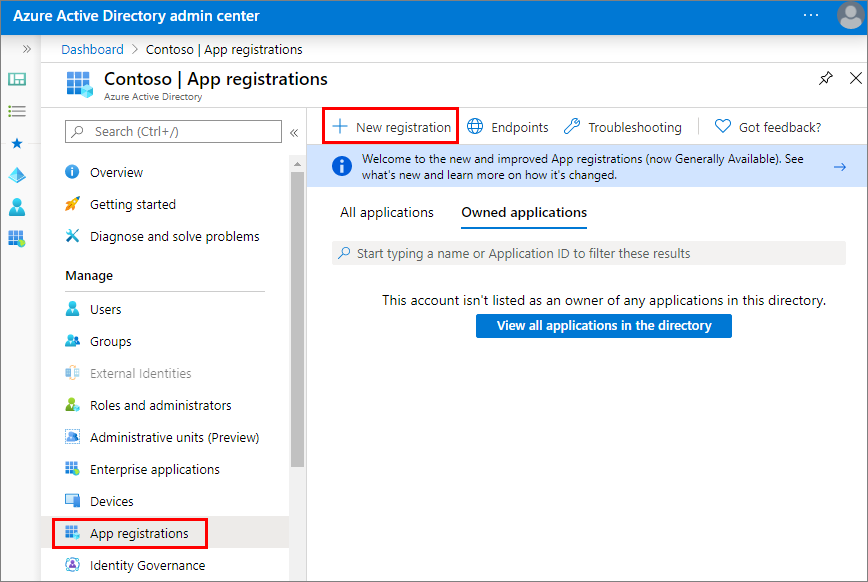 Azure Active Directory admin center
Dashboard > Contoso | App registrations
Contoso | App registrations
Azure Active Directory
Search (Ctrl+/)
Overview
Getting started
Diagnose and solve problems
Manage
Users
Groups
External Identities
Roles and administrators
Administrative units (Preview)
Enterprise applications
Devices
App registrations
Identity Governance
New registration
Endpoints
Troubleshooting
Got feedback?
Welcome to the new and improved App registrations (now Generally Available). See
what's new and learn more on how it's changed.
All applications
Owned applications
Start typing a name or Application ID to filter these results
This account isn't listed as an owner of any applications in this directory.
View all applications in the directory